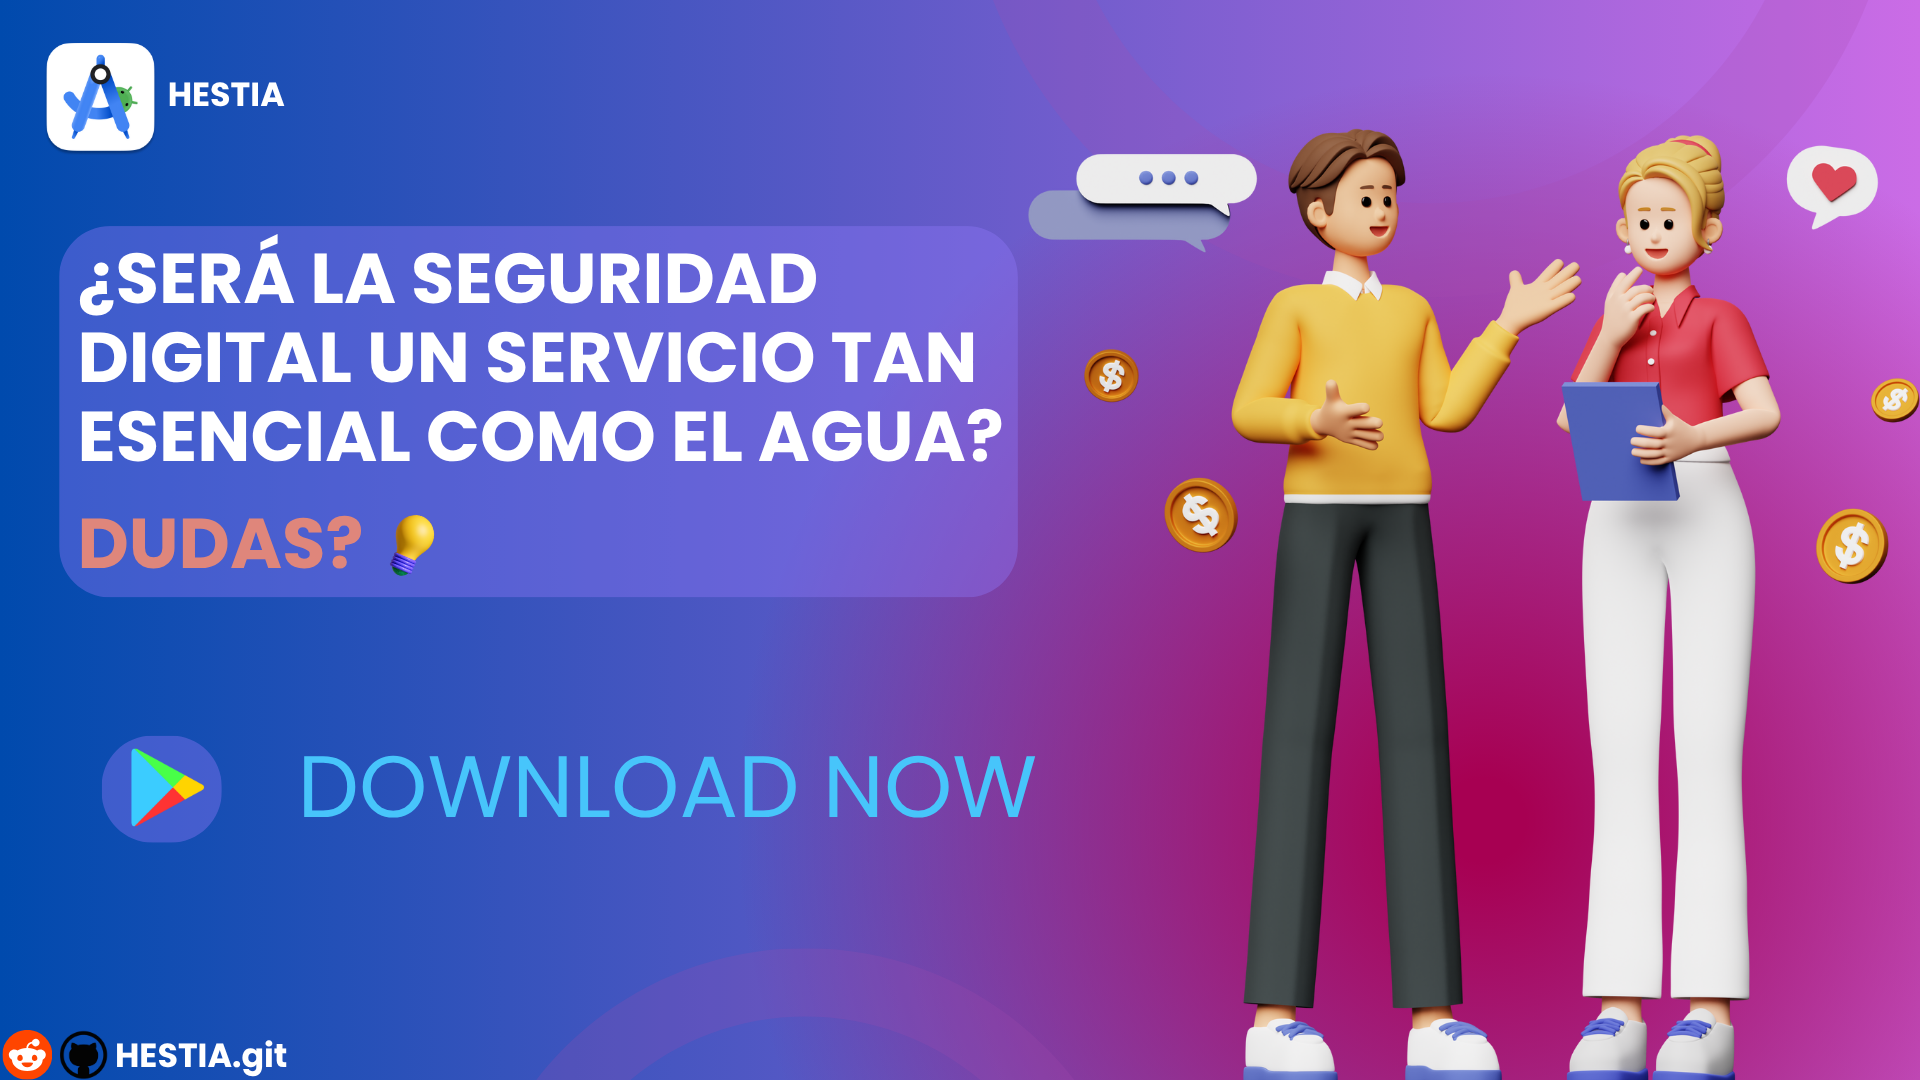 HESTIA
¿SERÁ LA SEGURIDAD
DIGITAL UN SERVICIO TAN
ESENCIAL COMO EL AGUA?
DUDAS?
DOWNLOAD NOW
HESTIA.git